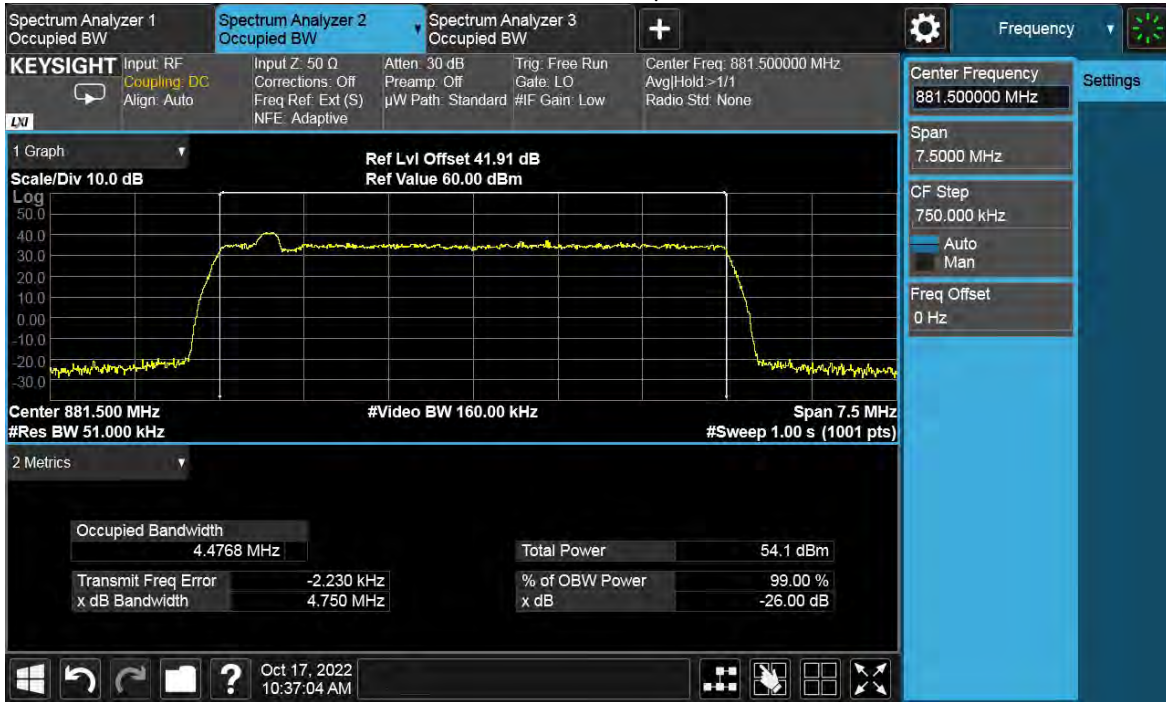 Spectrum Analyzer 1
Occupied BW
Spectrum Analyzer 2
Occupied BW
Spectrum Analyzer 3
Occupied BW
+
Frequency
KEYSIGHT
LXI
Input: RF
Coupling: DC
Align: Auto
Input Z: 50 Ω
Corrections: Off
Freq Ref: Ext (S)
NFE: Adaptive
Atten: 30 dB
Preamp: Off
µW Path: Standard
Trig: Free Run
Gate: LO
#IF Gain: Low
Center Freq: 881.500000 MHz
Avg|Hold:>1/1
Radio Std: None
1 Graph
Scale/Div 10.0 dB
Ref Lvl Offset 41.91 dB
Ref Value 60.00 dBm
Log
50.0
40.0
30.0
20.0
10.0
0.00
-10.0
-20.0
-30.0
Center 881.500 MHz
#Video BW 160.00 kHz
Span 7.5 MHz
#Res BW 51.000 kHz
#Sweep 1.00 s (1001 pts)
2 Metrics
Occupied Bandwidth
4.4768 MHz
Total Power 54.1 dBm
Transmit Freq Error -2.230 kHz
% of OBW Power 99.00 %
x dB Bandwidth 4.750 MHz
x dB -26.00 dB
?
Oct 17, 2022
10:37:04 AM
Center Frequency
881.500000 MHz
Settings
Span
7.5000 MHz
CF Step
750.000 kHz
Auto
Man
Freq Offset
0 Hz